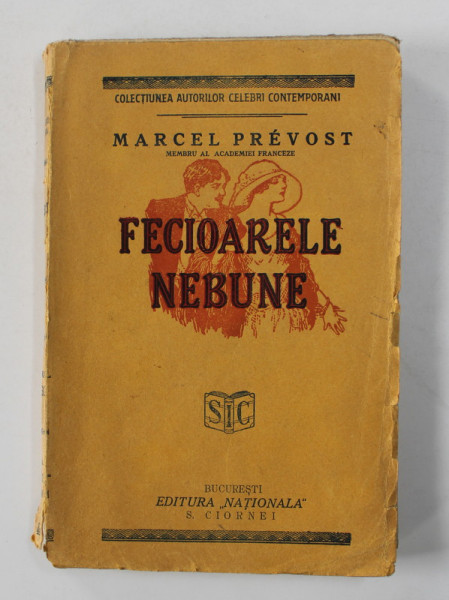 COLECȚIUNEA AUTORILOR CELEBRI CONTEMPORANI
MARCEL PRÉVOST
MEMBRU AL ACADEMIEI FRANCEZE
FECIOARELE
NEBUNE
SIC
BUCUREȘTI
EDITURA „NAȚIONALA"
S. CIORNEI